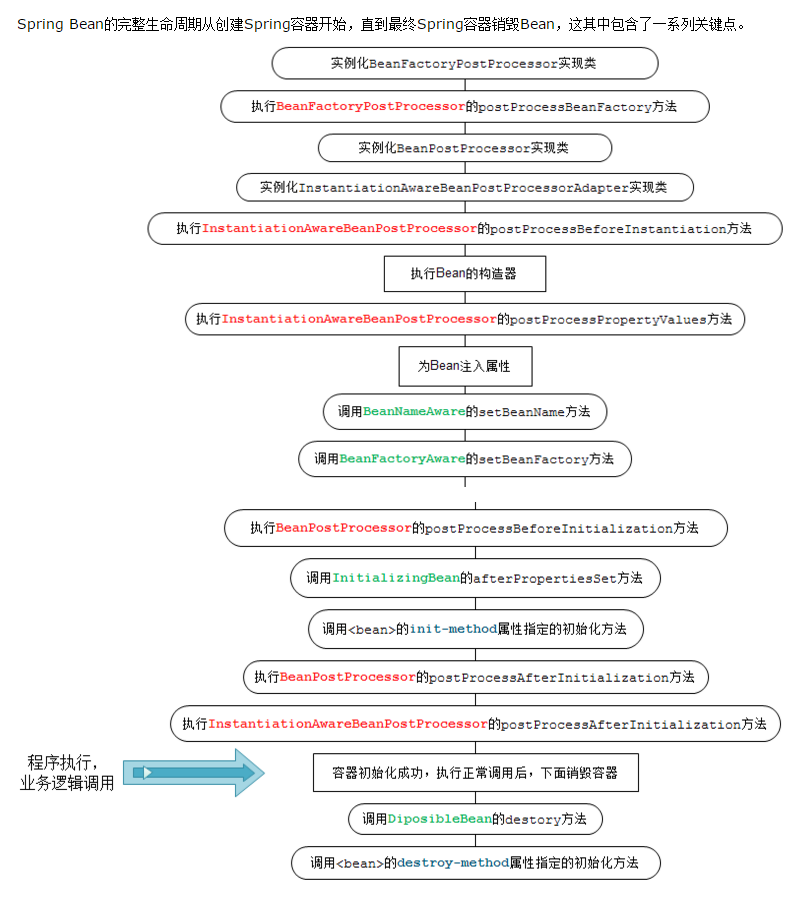 Spring Bean的完整生命周期从创建Spring容器开始，直到最终Spring容器销毁Bean，这其中包含了一系列关键点。
实例化BeanFactoryPostProcessor实现类
执行BeanFactoryPostProcessor的postProcessBeanFactory方法
实例化BeanPostProcessor实现类
实例化InstantiationAwareBeanPostProcessorAdapter实现类
执行InstantiationAwareBeanPostProcessor的postProcessBeforeInstantiation方法
执行Bean的构造器
执行InstantiationAwareBeanPostProcessor的postProcessPropertyValues方法
为Bean注入属性
调用BeanNameAware的setBeanName方法
调用BeanFactoryAware的setBeanFactory方法
执行BeanPostProcessor的postProcessBeforeInitialization方法
调用InitializingBean的afterPropertiesSet方法
调用<bean>的init-method属性指定的初始化方法
执行BeanPostProcessor的postProcessAfterInitialization方法
执行InstantiationAwareBeanPostProcessor的postProcessAfterInitialization方法
程序执行，
业务逻辑调用
容器初始化成功，执行正常调用后，下面销毁容器
调用DiposibleBean的destory方法
调用<bean>的destroy-method属性指定的初始化方法